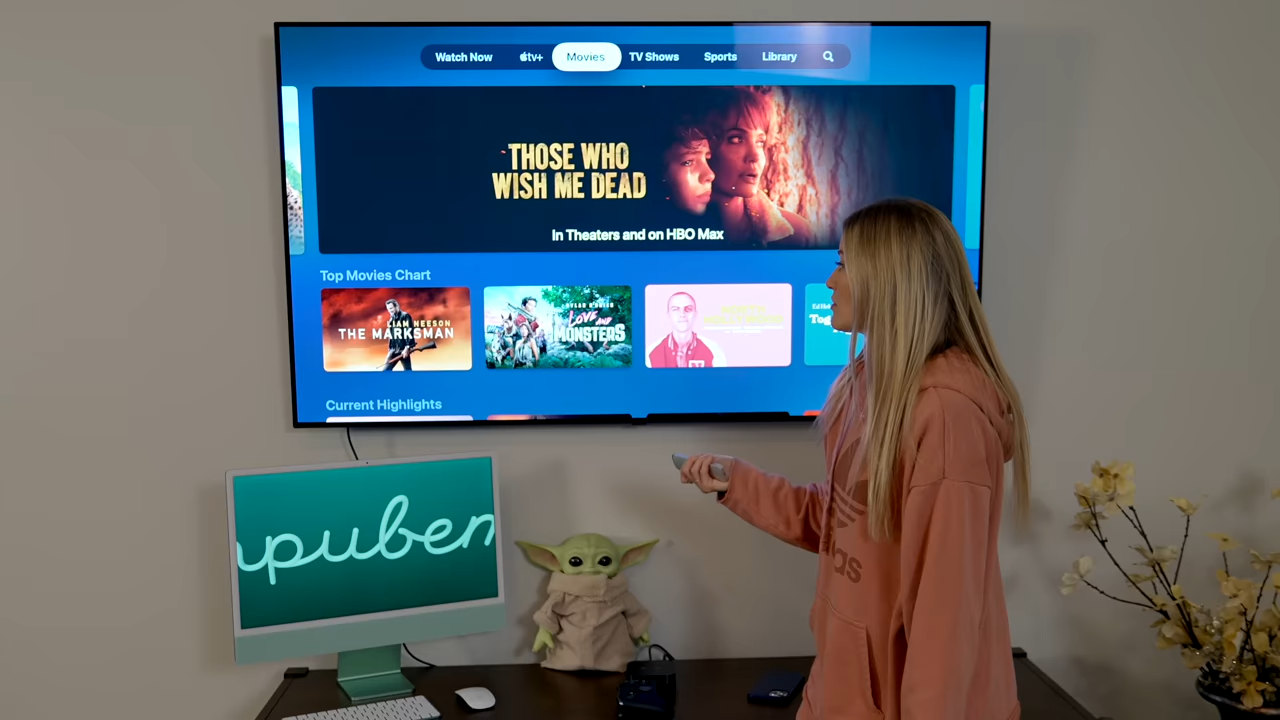 Watch Now
tv+
Movies
TV Shows
Sports
Library
THOSE WHO
WISH ME DEAD
In Theaters and on HBO Max
Top Movies Chart
LIAM NEESON
THE MARKSMAN
LOVE AND
MONSTERS
Current Highlights